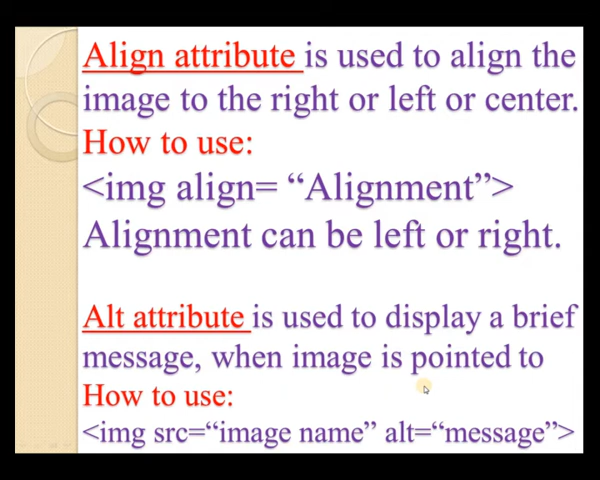 Align attribute is used to align the
image to the right or left or center.
How to use:
<img align= “Alignment”>
Alignment can be left or right.
Alt attribute is used to display a brief
message, when image is pointed to
How to use:
<img src=“image name” alt=“message”>